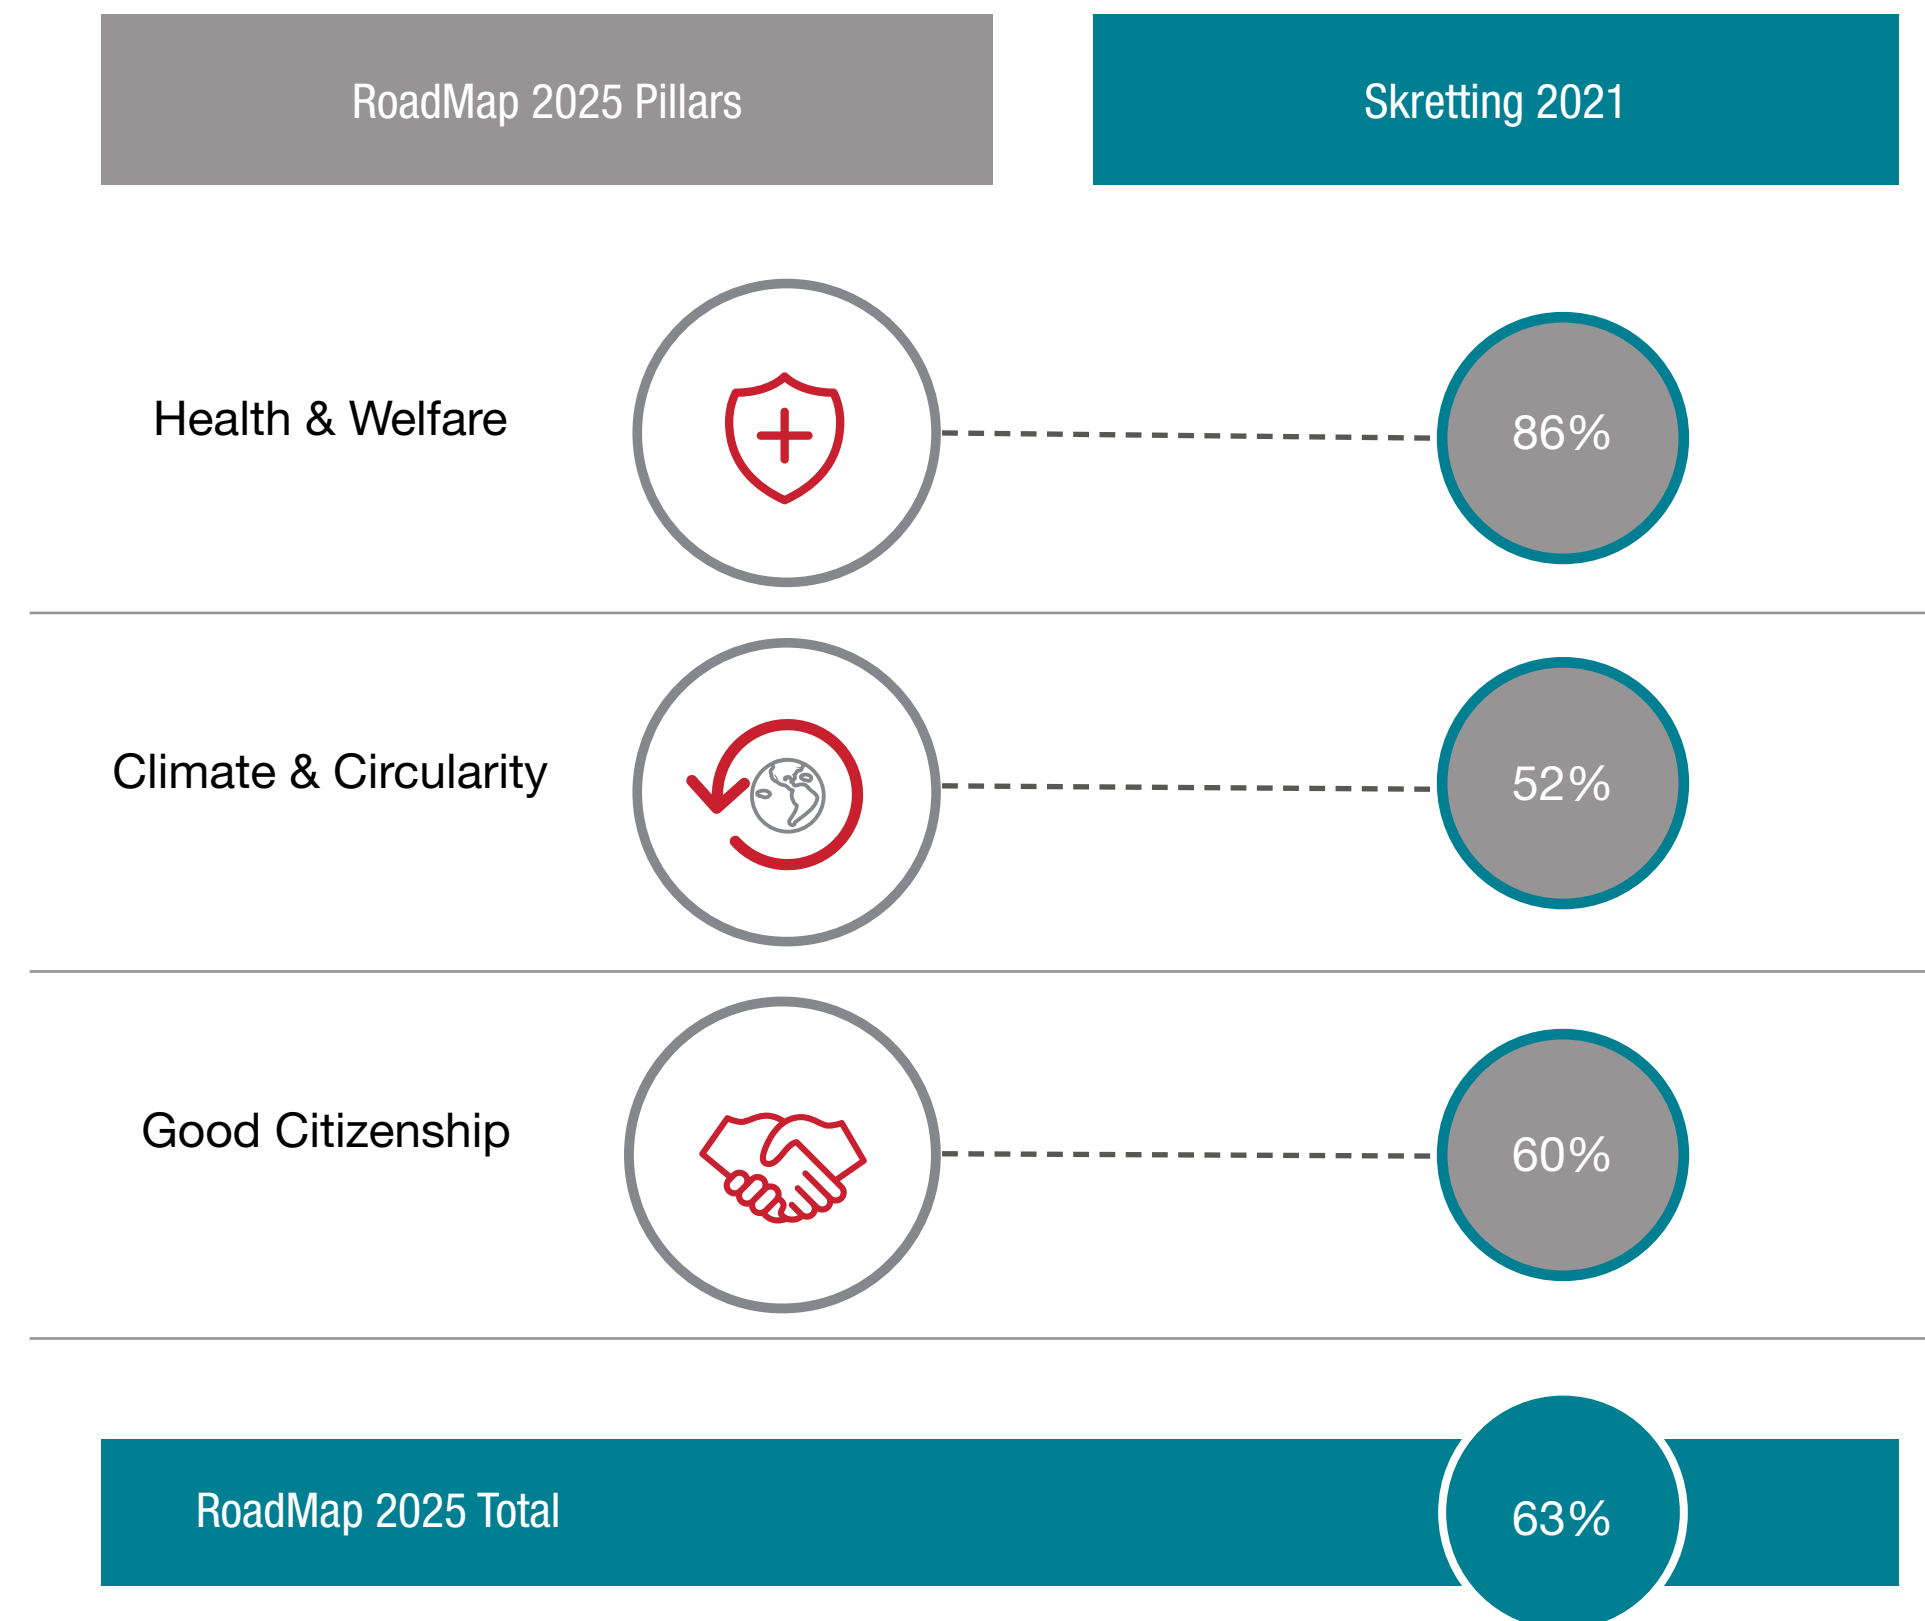 RoadMap 2025 Pillars
Skretting 2021
Health & Welfare
86%
Climate & Circularity
52%
Good Citizenship
60%
RoadMap 2025 Total
63%